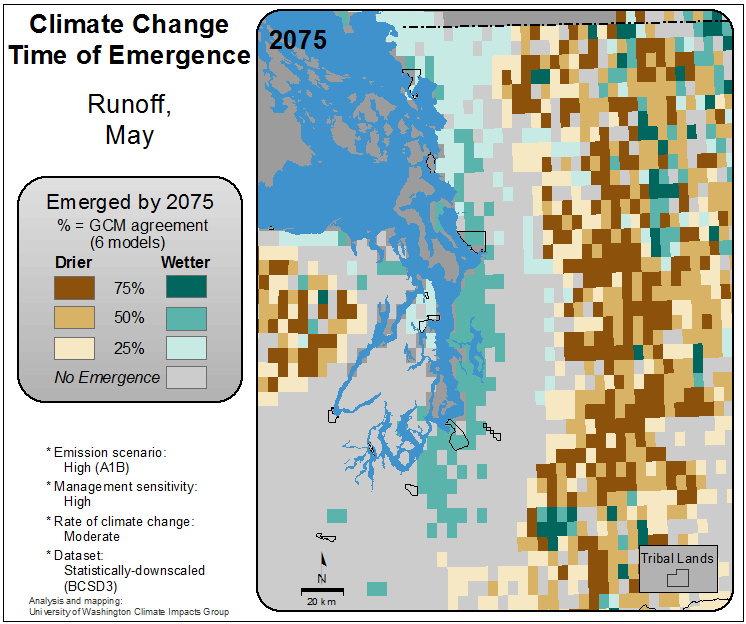 Climate Change
Time of Emergence
Runoff,
May
Emerged by 2075
% = GCM agreement
(6 models)
Drier Wetter
75%
50%
25%
No Emergence
* Emission scenario:
High (A1B)
* Management sensitivity:
High
* Rate of climate change:
Moderate
* Dataset:
Statistically-downscaled
(BCSD3)
Analysis and mapping:
University of Washington Climate Impacts Group
2075
Tribal Lands
N
20 km